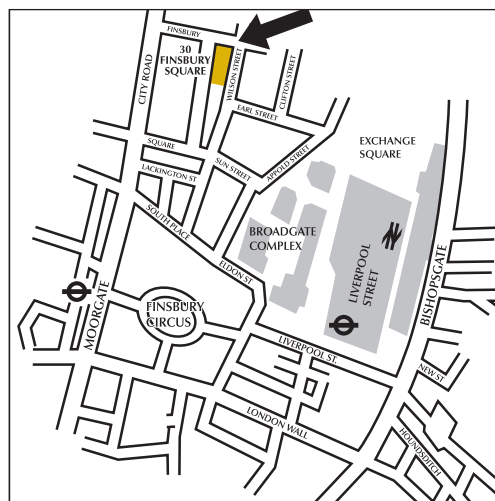 FINSBURY
30
FINSBURY
SQUARE
CITY ROAD
WILSON STREET
CLIFTON STREET
EARL STREET
EXCHANGE
SQUARE
SQUARE
SUN STREET
APPOLD STREET
LACKINGTON ST
SOUTH PLACE
BROADGATE
COMPLEX
ELDON ST
LIVERPOOL
STREET
BISHOPSGATE
MOORGATE
FINSBURY
CIRCUS
LIVERPOOL ST.
NEW ST
LONDON WALL
HOUNDSDITCH